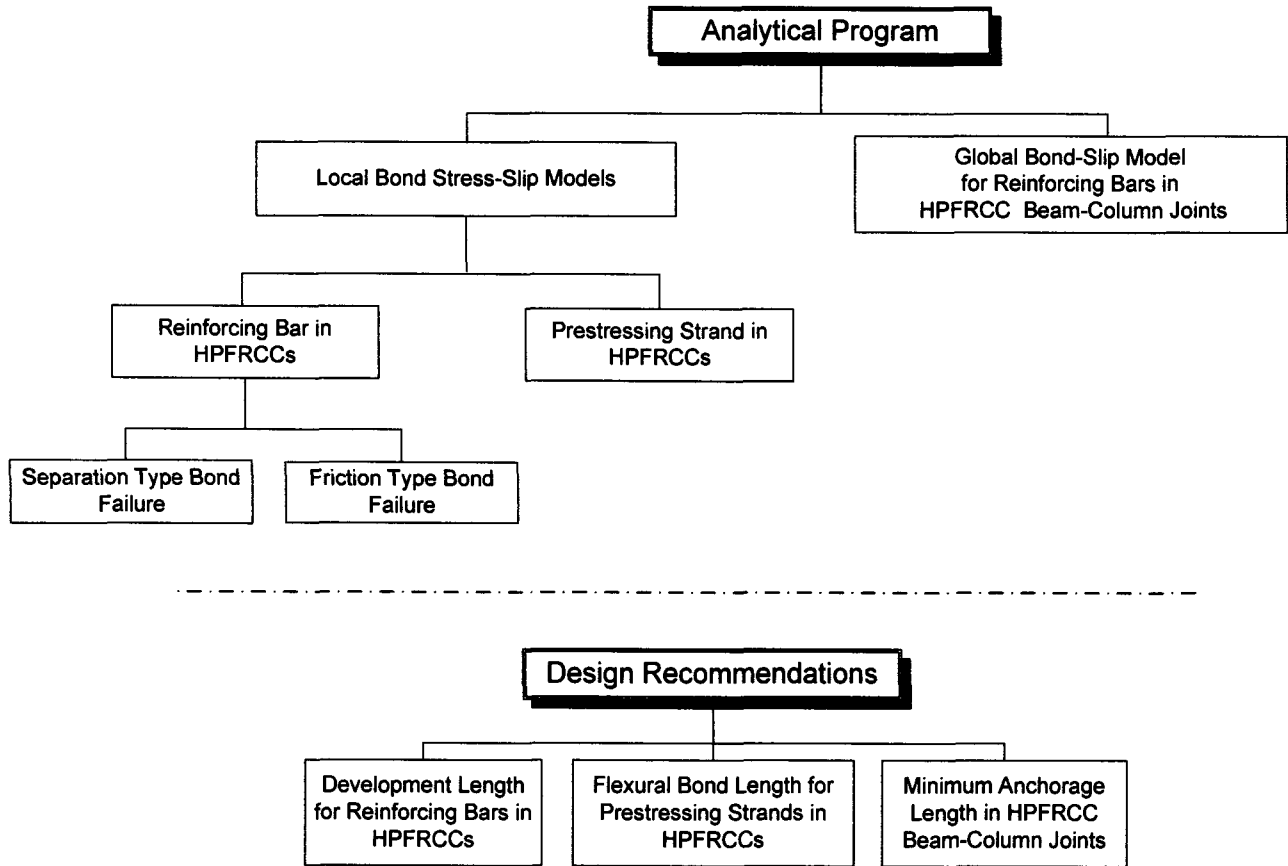 Analytical Program
Local Bond Stress-Slip Models
Global Bond-Slip Model
for Reinforcing Bars in
HPFRCC Beam-Column Joints
Reinforcing Bar in
HPFRCCs
Prestressing Strand in
HPFRCCs
Separation Type Bond
Failure
Friction Type Bond
Failure
Design Recommendations
Development Length
for Reinforcing Bars in
HPFRCCs
Flexural Bond Length for
Prestressing Strands in
HPFRCCs
Minimum Anchorage
Length in HPFRCC
Beam-Column Joints